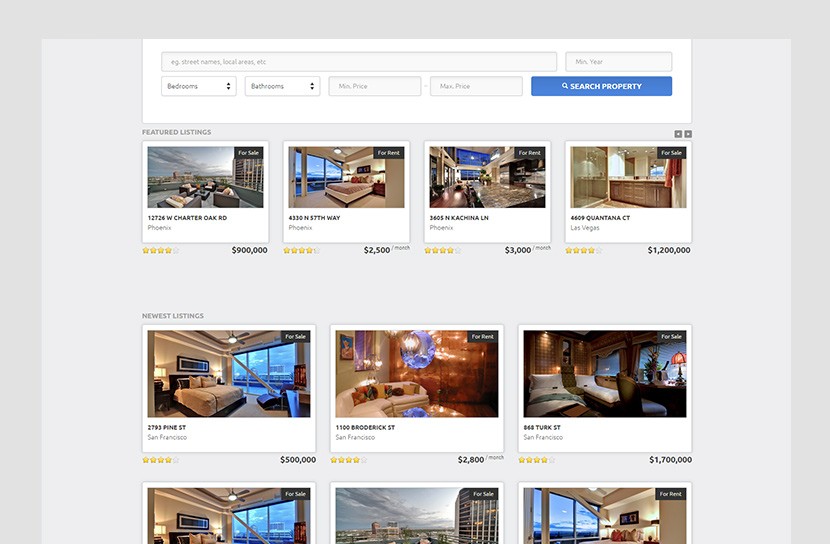 eg. street names, local areas, etc
Min. Year
Bedrooms
Bathrooms
Min. Price
–
Max. Price
SEARCH PROPERTY
FEATURED LISTINGS
For Sale
For Rent
For Rent
For Sale
12726 W CHARTER OAK RD
4330 N 57TH WAY
3605 N KACHINA LN
4609 QUANTANA CT
Phoenix
Phoenix
Phoenix
Las Vegas
$900,000
$2,500 / month
$3,000 / month
$1,200,000
NEWEST LISTINGS
For Sale
For Rent
For Sale
2793 PINE ST
1100 BRODERICK ST
868 TURK ST
San Francisco
San Francisco
San Francisco
$500,000
$2,800 / month
$1,700,000
For Sale
For Sale
For Rent